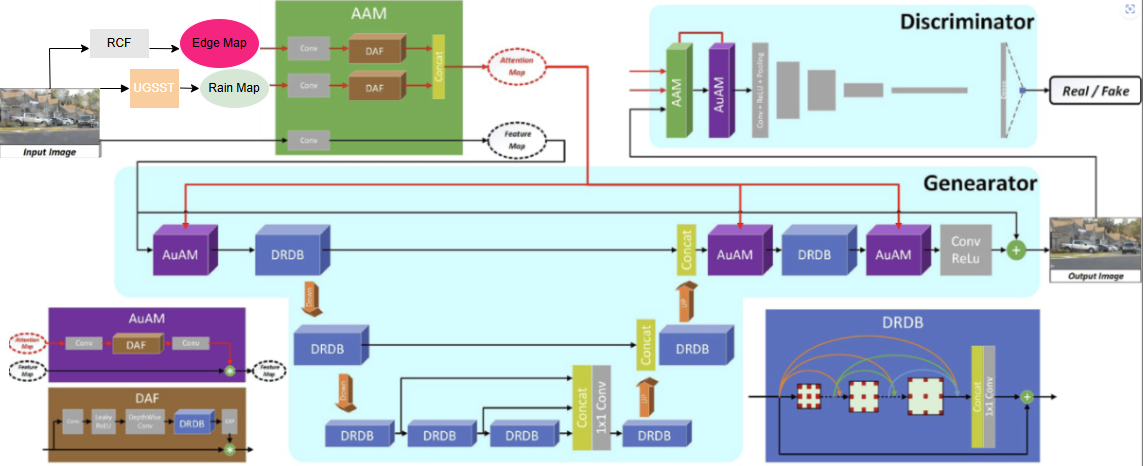 AAM
RCF
Edge Map
Conv
DAF
Concat
UGSST
Rain Map
Conv
DAF
Attention
Map
Conv
Feature
Map
Input Image
Discriminator
AAM
AuAM
Conv + ReLU + Pooling
Real / Fake
Genearator
AuAM
DRDB
Concat
AuAM
DRDB
AuAM
Conv
ReLu
+
Output Image
Down
UP
DRDB
Concat
DRDB
Down
UP
DRDB
DRDB
DRDB
Concat
1x1 Conv
DRDB
AuAM
Attention
Map
Conv
DAF
Conv
Feature
Map
Feature
Map
DAF
Conv
Leaky
ReLU
DepthWise
Conv
DRDB
DRDB
Concat
1x1 Conv
+